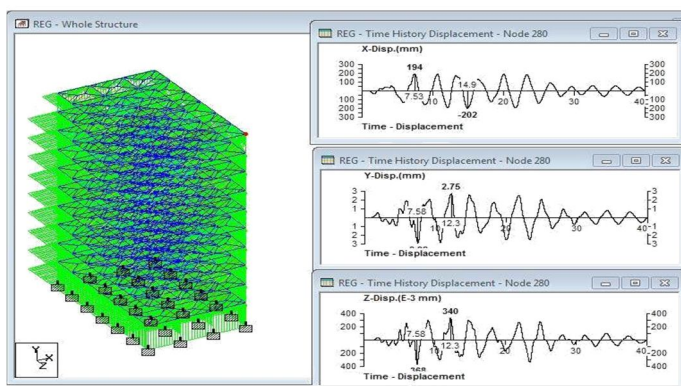 REG - Whole Structure
Y
X
Z
REG - Time History Displacement - Node 280
X-Disp.(mm)
194
300 300
200 200
100 14.9 100
7.53 10 20 30 40
100 100
200 -202 200
300 300
Time - Displacement
REG - Time History Displacement - Node 280
Y-Disp.(mm)
2.75
3 3
2 2
1 7.58 1
10 12.3 20 30 40
1 -1
2 2
3 3
Time - Displacement
REG - Time History Displacement - Node 280
Z-Disp.(E-3 mm)
340
400 400
200 200
7.58
10 12.3 20 30 40
200 200
400 368 400
Time - Displacement